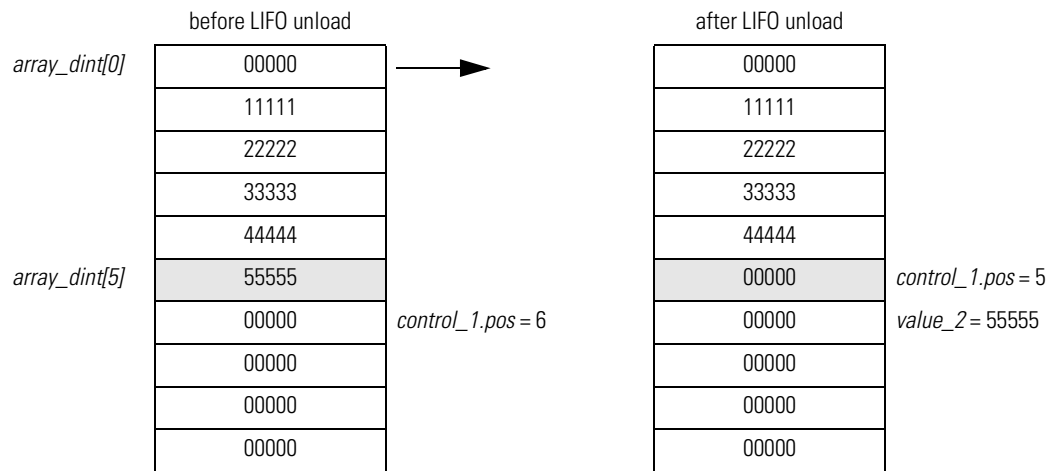 before LIFO unload after LIFO unload
array_dint[0] 00000 00000
11111 11111
22222 22222
33333 33333
44444 44444
array_dint[5] 55555 00000 control_1.pos = 5
00000 control_1.pos = 6 00000 value_2 = 55555
00000 00000
00000 00000
00000 00000